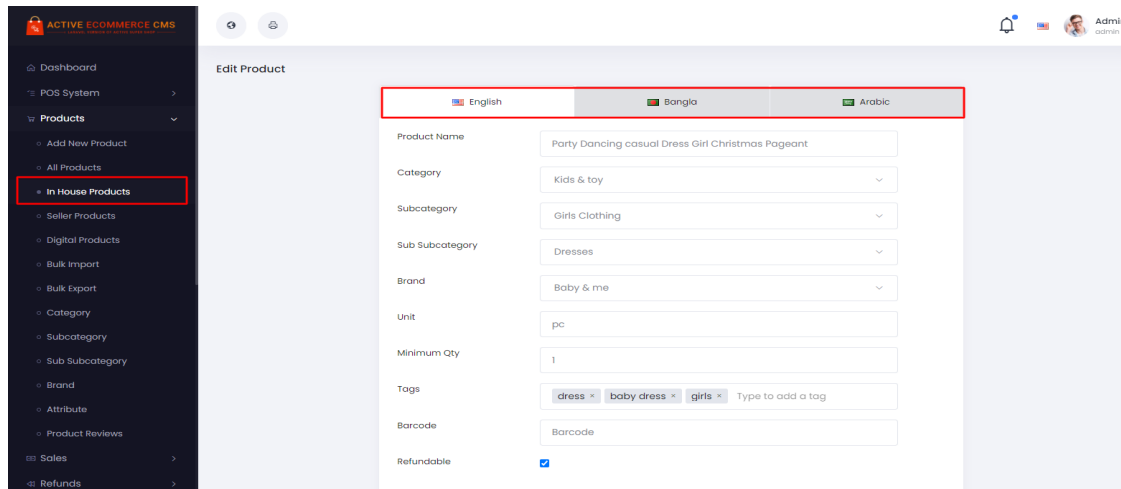 ACTIVE ECOMMERCE CMS
Admi
admin
Dashboard
POS System
Products
Add New Product
All Products
In House Products
Seller Products
Digital Products
Bulk Import
Bulk Export
Category
Subcategory
Sub Subcategory
Brand
Attribute
Product Reviews
Sales
Refunds
Edit Product
English Bangla Arabic
Product Name Party Dancing casual Dress Girl Christmas Pageant
Category Kids & toy
Subcategory Girls Clothing
Sub Subcategory Dresses
Brand Baby & me
Unit pc
Minimum Qty 1
Tags dress × baby dress × girls × Type to add a tag
Barcode Barcode
Refundable